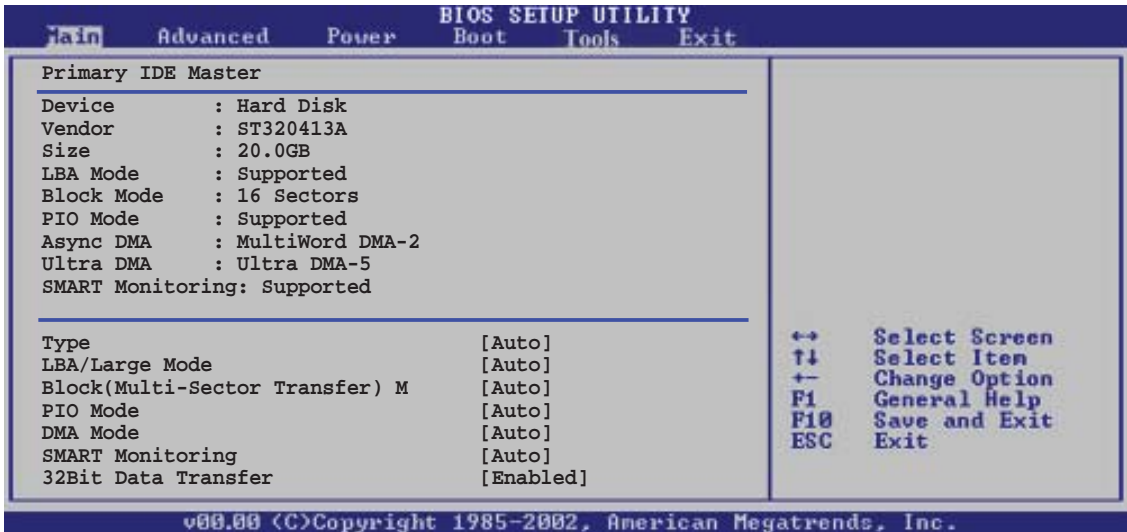 BIOS SETUP UTILITY
Main Advanced Power Boot Tools Exit
Primary IDE Master
Device : Hard Disk
Vendor : ST320413A
Size : 20.0GB
LBA Mode : Supported
Block Mode : 16 Sectors
PIO Mode : Supported
Async DMA : MultiWord DMA-2
Ultra DMA : Ultra DMA-5
SMART Monitoring: Supported
Type [Auto]
LBA/Large Mode [Auto]
Block(Multi-Sector Transfer) M [Auto]
PIO Mode [Auto]
DMA Mode [Auto]
SMART Monitoring [Auto]
32Bit Data Transfer [Enabled]
←→ Select Screen
↑↓ Select Item
+- Change Option
F1 General Help
F10 Save and Exit
ESC Exit
v00.00 (C)Copyright 1985-2002, American Megatrends, Inc.